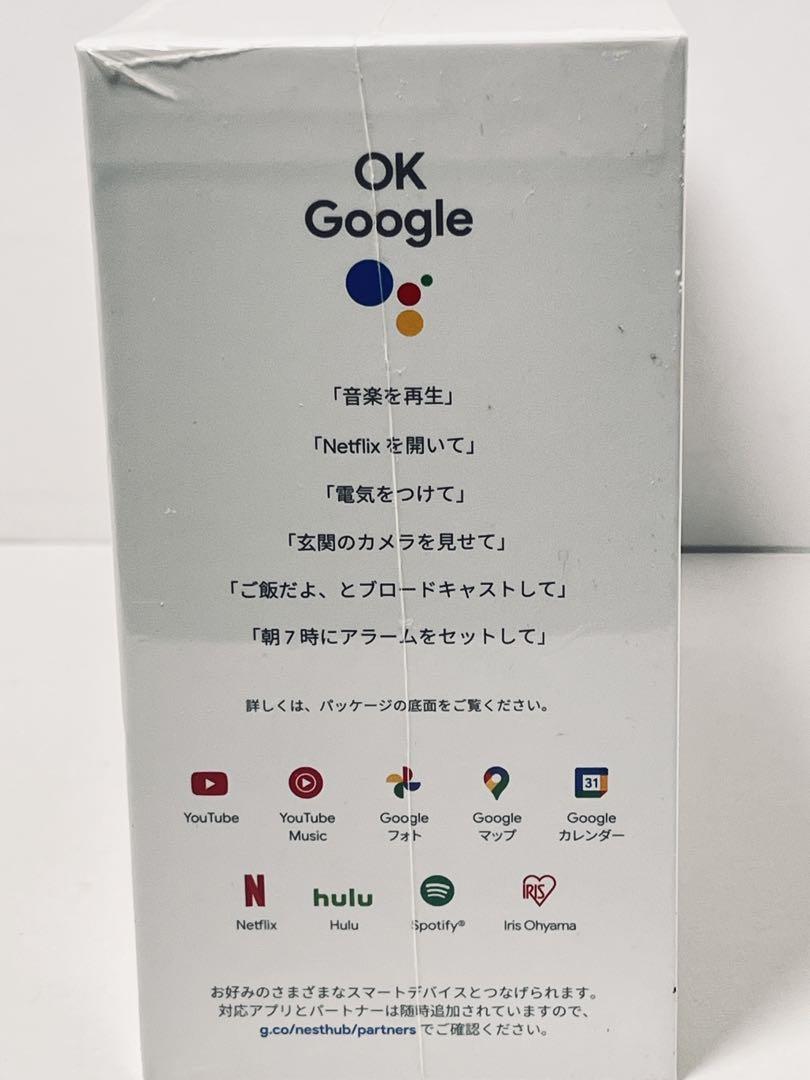 OK
Google
「音楽を再生」
「Netflix を開いて」
「電気をつけて」
「玄関のカメラを見せて」
「ご飯だよ、とブロードキャストして」
「朝 7 時にアラームをセットして」
詳しくは、パッケージの底面をご覧ください。
31
YouTube YouTube Google Google Google
Music フォト マップ カレンダー
N hulu IRIS
Netflix Hulu Spotify® Iris Ohyama
お好みのさまざまなスマートデバイスとつなげられます。
対応アプリとパートナーは随時追加されていますので、
g.co/nesthub/partners でご確認ください。